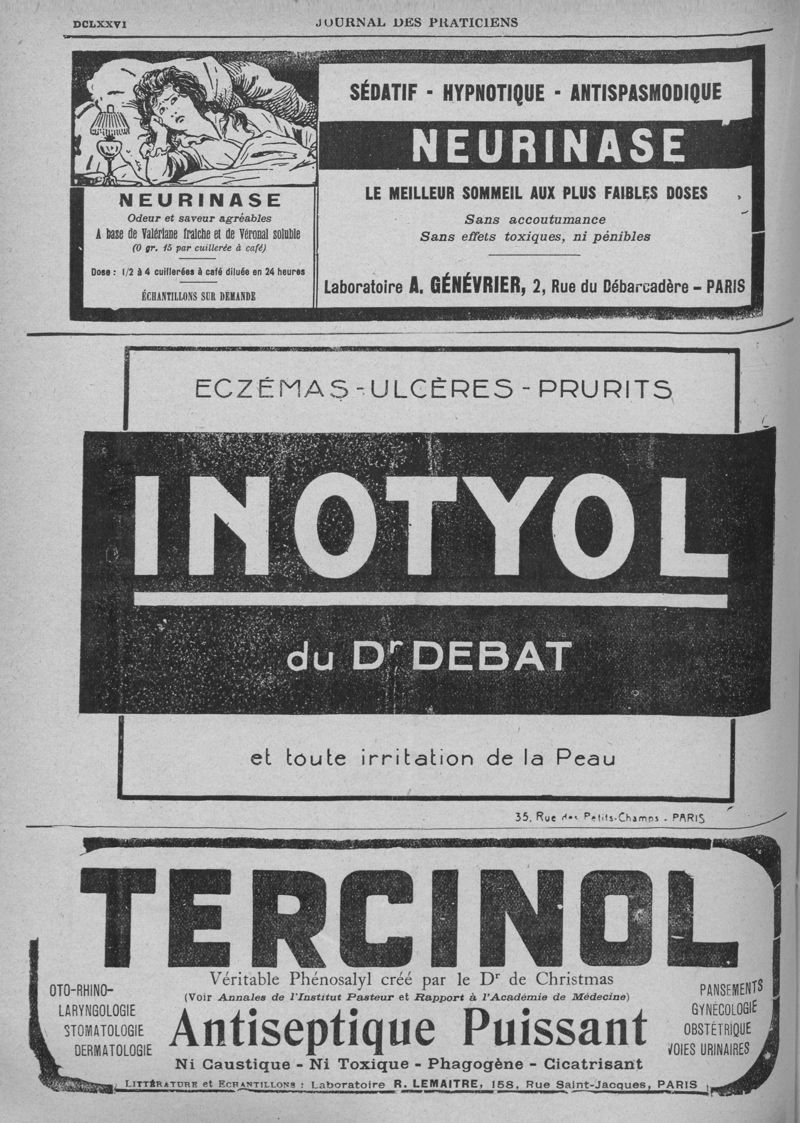 DCLXXVI
JOURNAL DES PRATICIENS
NEURINASE
Odeur et saveur agréables
A base de Valériane fraîche et de Véronal soluble
(0 gr. 15 par cuillerée à café)
Dose : 1/2 à 4 cuillerées à café diluée en 24 heures
ÉCHANTILLONS SUR DEMANDE
SÉDATIF - HYPNOTIQUE - ANTISPASMODIQUE
NEURINASE
LE MEILLEUR SOMMEIL AUX PLUS FAIBLES DOSES
Sans accoutumance
Sans effets toxiques, ni pénibles
Laboratoire A. GÉNÉVRIER, 2, Rue du Débarcadère - PARIS
ECZÉMAS - ULCÈRES - PRURITS
INOTYOL
du Dr DEBAT
et toute irritation de la Peau
35, Rue des Petits-Champs - PARIS
TERCINOL
Véritable Phénosalyl créé par le Dr de Christmas
(Voir Annales de l'Institut Pasteur et Rapport à l'Académie de Médecine)
OTO-RHINO-
LARYNGOLOGIE
STOMATOLOGIE
DERMATOLOGIE
Antiseptique Puissant
PANSEMENTS
GYNÉCOLOGIE
OBSTÉTRIQUE
VOIES URINAIRES
Ni Caustique - Ni Toxique - Phagogène - Cicatrisant
LITTÉRATURE et ECHANTILLONS : Laboratoire R. LEMAITRE, 158, Rue Saint-Jacques, PARIS